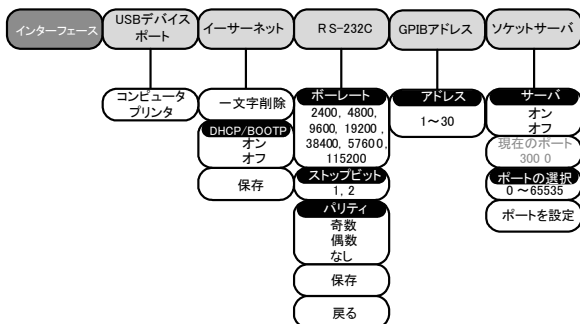 インターフェース
USBデバイス
ポート
イーサーネット
RS-232C
GPIBアドレス
ソケットサーバ
コンピュータ
プリンタ
一文字削除
DHCP/BOOTP
オン
オフ
保存
ボーレート
2400, 4800,
9600, 19200,
38400, 57600,
115200
ストップビット
1, 2
パリティ
奇数
偶数
なし
保存
戻る
アドレス
1～30
サーバ
オン
オフ
現在のポート
300 0
ポートの選択
0 ～65535
ポートを設定